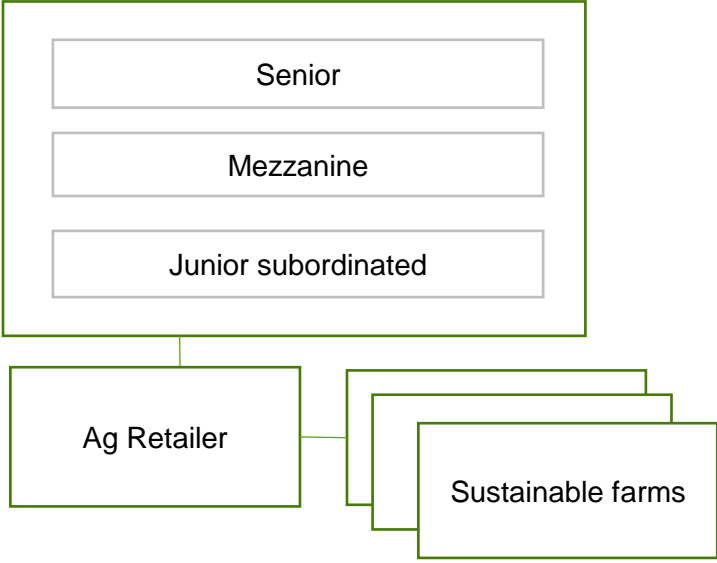 Senior
Mezzanine
Junior subordinated
Ag Retailer
Sustainable farms